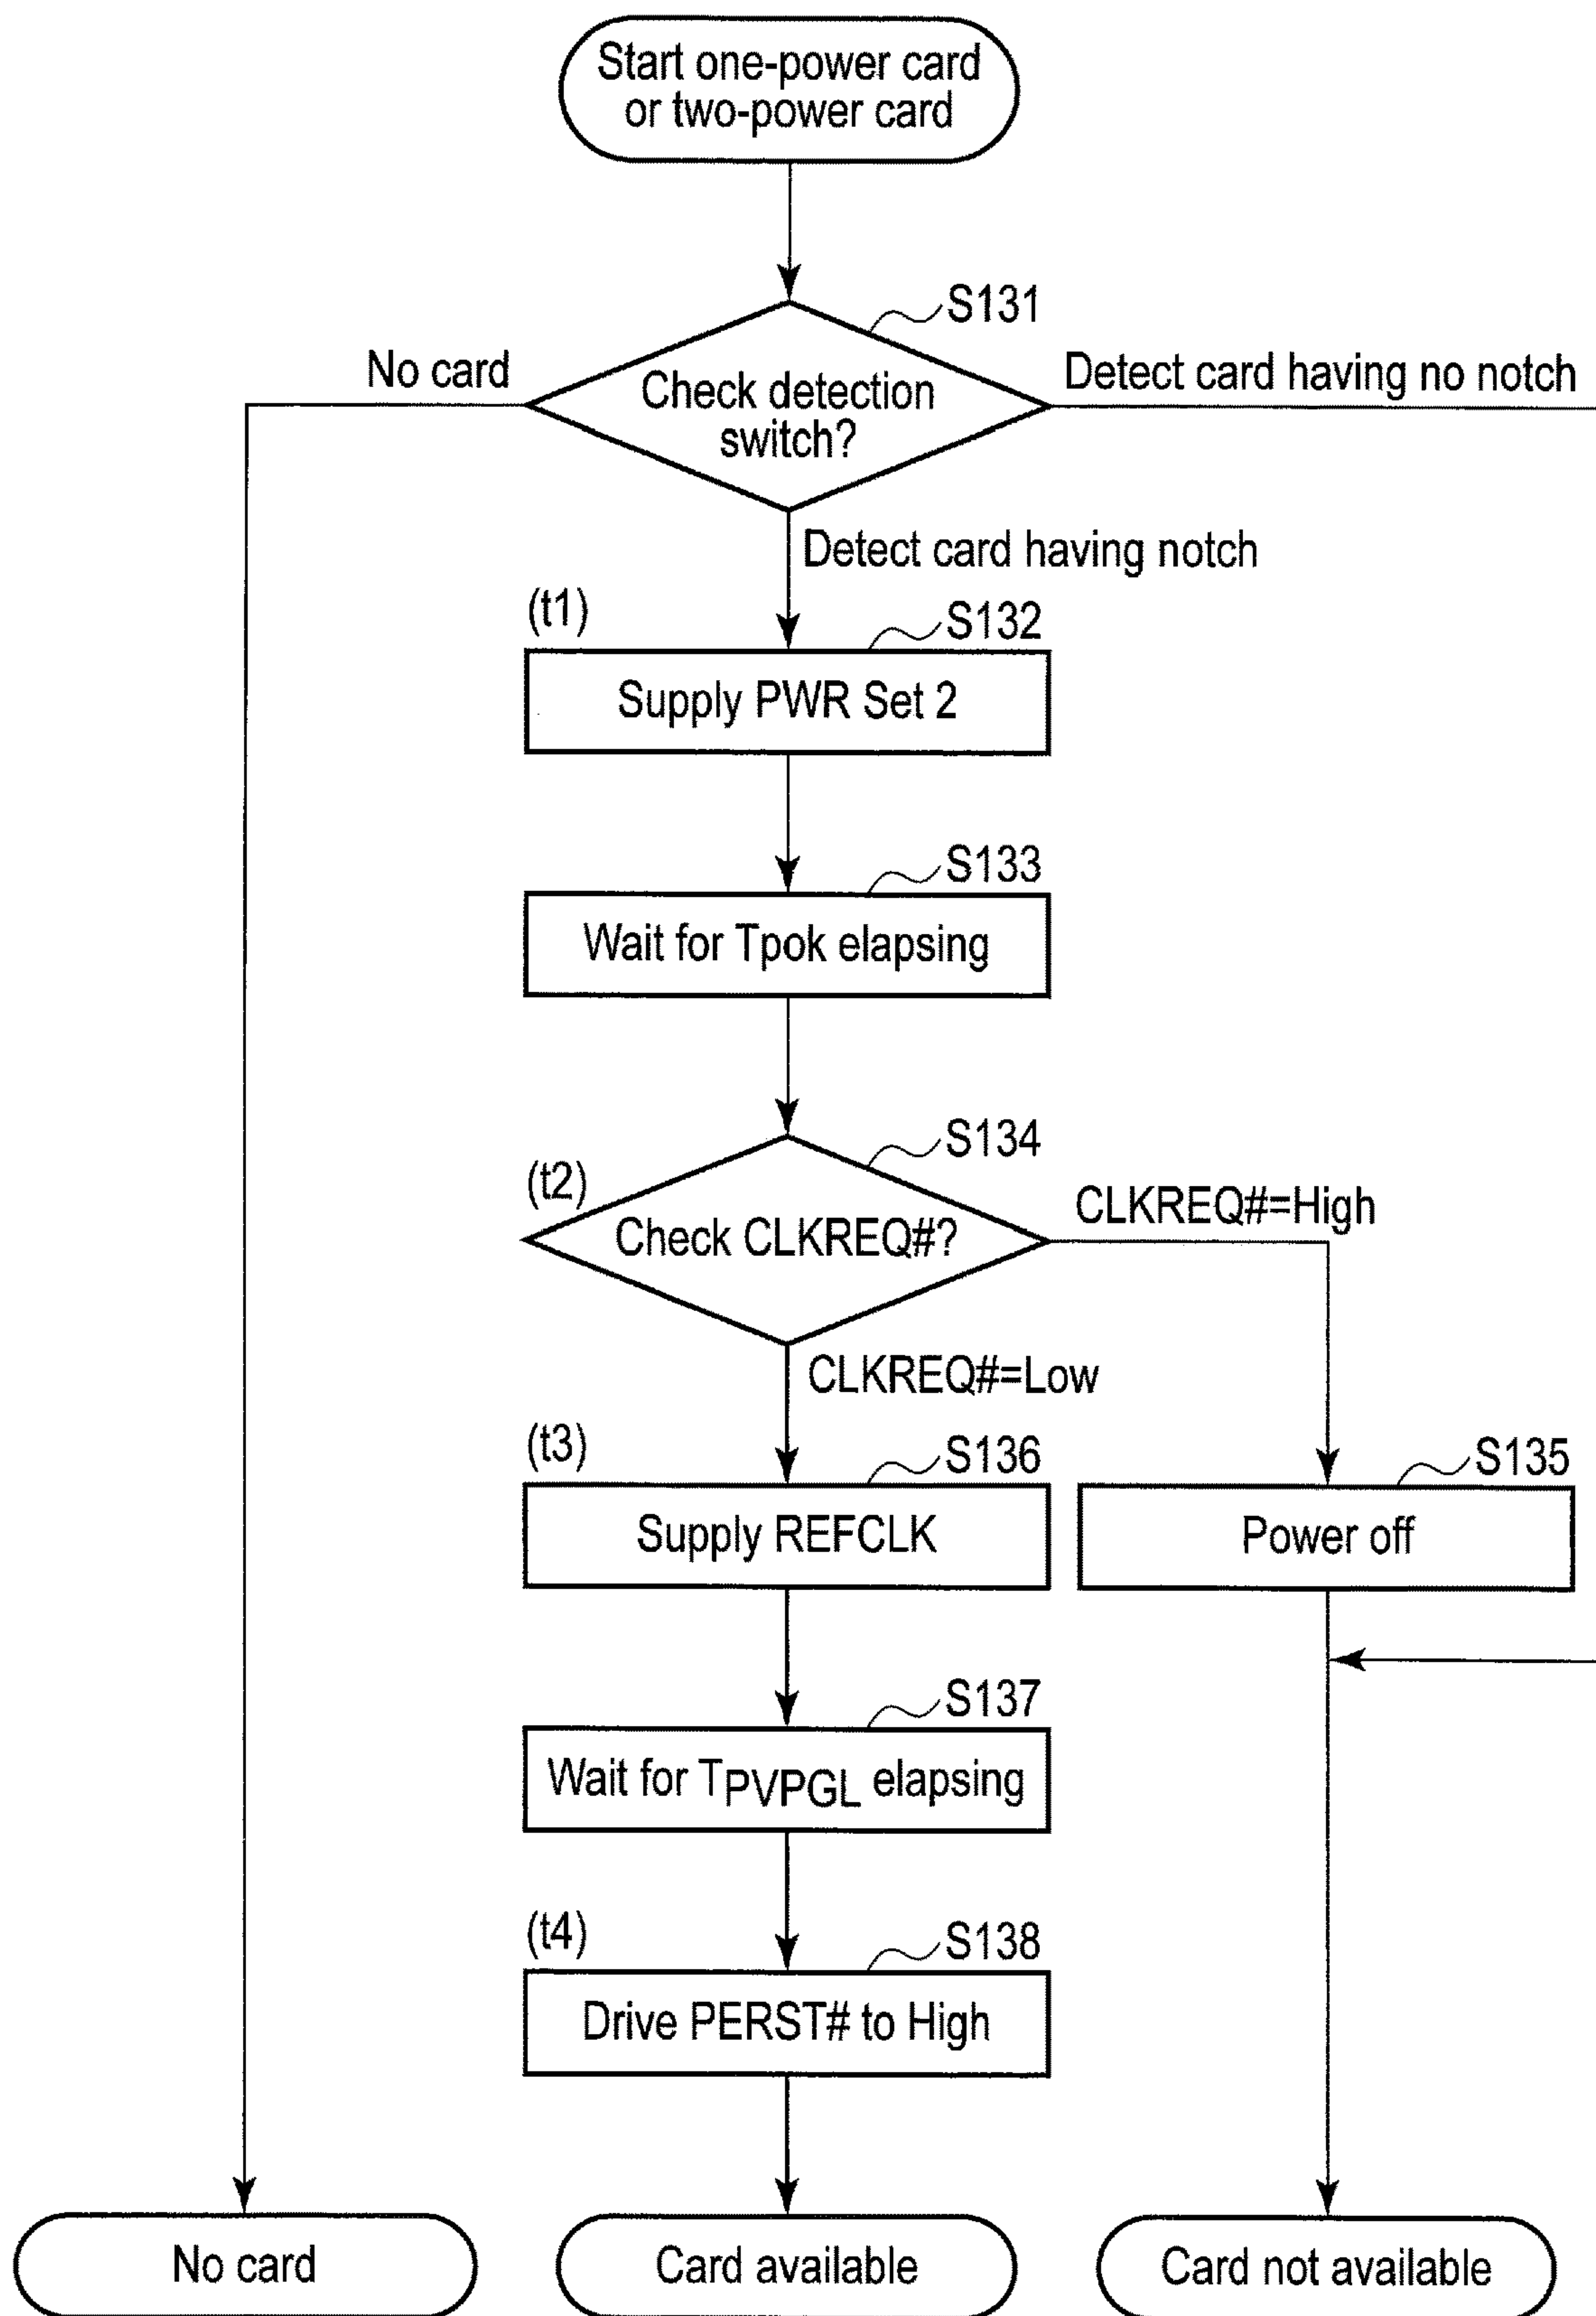 Start one-power card
or two-power card
S131
No card
Detect card having no notch
Check detection
switch?
Detect card having notch
(t1)
S132
Supply PWR Set 2
S133
Wait for Tpok elapsing
S134
(t2)
CLKREQ#=High
Check CLKREQ#?
CLKREQ#=Low
(t3)
S136
S135
Supply REFCLK
Power off
S137
Wait for TPVPGL elapsing
(t4)
S138
Drive PERST# to High
No card
Card available
Card not available